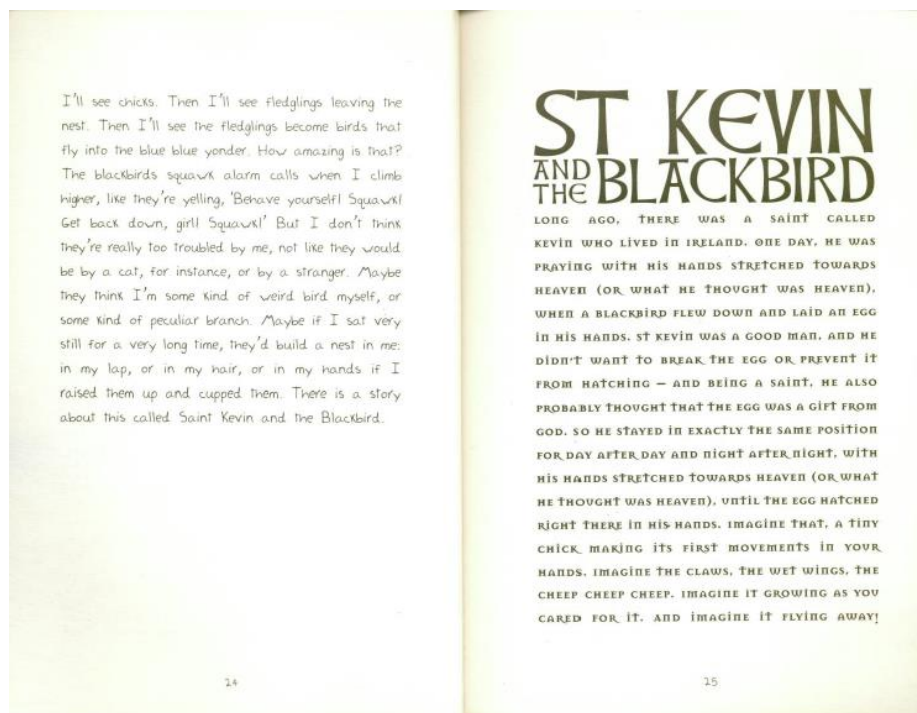 I'll see chicks. Then I'll see fledglings leaving the
nest. Then I'll see the fledglings become birds that
fly into the blue blue yonder. How amazing is that?
The blackbirds squawk alarm calls when I climb
higher, like they're yelling, 'Behave yourself! Squawk!
Get back down, girl! Squawk!' But I don't think
they're really too troubled by me, not like they would
be by a cat, for instance, or by a stranger. Maybe
they think I'm some kind of weird bird myself, or
some kind of peculiar branch. Maybe if I sat very
still for a very long time, they'd build a nest in me:
in my lap, or in my hair, or in my hands if I
raised them up and cupped them. There is a story
about this called Saint Kevin and the Blackbird.
24
ST KEVIN
AND THE BLACKBIRD
LONG AGO, THERE WAS A SAINT CALLED
KEVIN WHO LIVED IN IRELAND. ONE DAY, HE WAS
PRAYING WITH HIS HANDS STRETCHED TOWARDS
HEAVEN (OR WHAT HE THOUGHT WAS HEAVEN),
WHEN A BLACKBIRD FLEW DOWN AND LAID AN EGG
IN HIS HANDS. ST KEVIN WAS A GOOD MAN, AND HE
DIDN'T WANT TO BREAK THE EGG OR PREVENT IT
FROM HATCHING – AND BEING A SAINT, HE ALSO
PROBABLY THOUGHT THAT THE EGG WAS A GIFT FROM
GOD. SO HE STAYED IN EXACTLY THE SAME POSITION
FOR DAY AFTER DAY AND NIGHT AFTER NIGHT, WITH
HIS HANDS STRETCHED TOWARDS HEAVEN (OR WHAT
HE THOUGHT WAS HEAVEN), UNTIL THE EGG HATCHED
RIGHT THERE IN HIS HANDS. IMAGINE THAT, A TINY
CHICK MAKING ITS FIRST MOVEMENTS IN YOUR
HANDS. IMAGINE THE CLAWS, THE WET WINGS, THE
CHEEP CHEEP CHEEP. IMAGINE IT GROWING AS YOU
CARED FOR IT. AND IMAGINE IT FLYING AWAY!
25